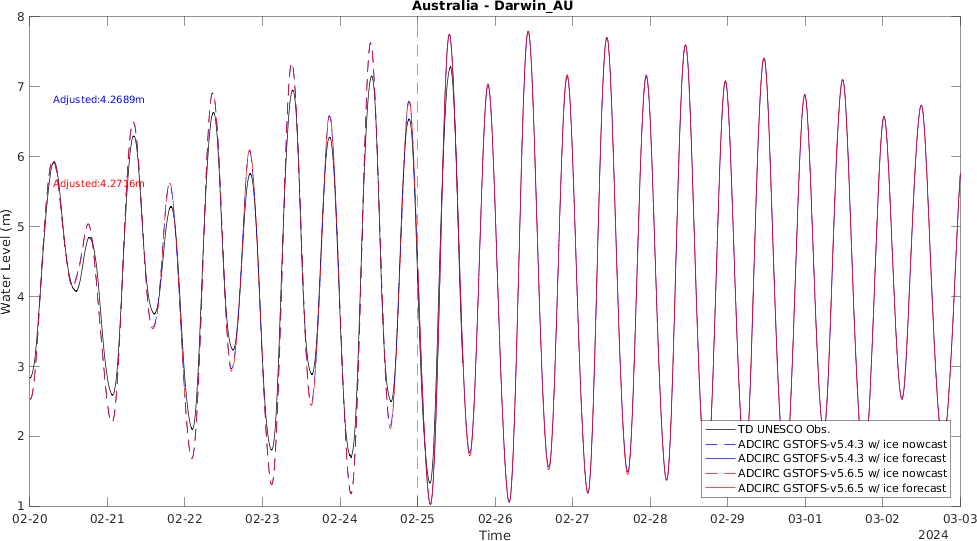 Australia - Darwin_AU
8
7
6
5
4
3
2
1
Water Level (m)
Adjusted:4.2689m
Adjusted:4.2716m
TD UNESCO Obs.
ADCIRC GSTOFS-v5.4.3 w/ ice nowcast
ADCIRC GSTOFS-v5.4.3 w/ ice forecast
ADCIRC GSTOFS-v5.6.5 w/ ice nowcast
ADCIRC GSTOFS-v5.6.5 w/ ice forecast
02-20 02-21 02-22 02-23 02-24 02-25 02-26 02-27 02-28 02-29 03-01 03-02 03-03
Time
2024